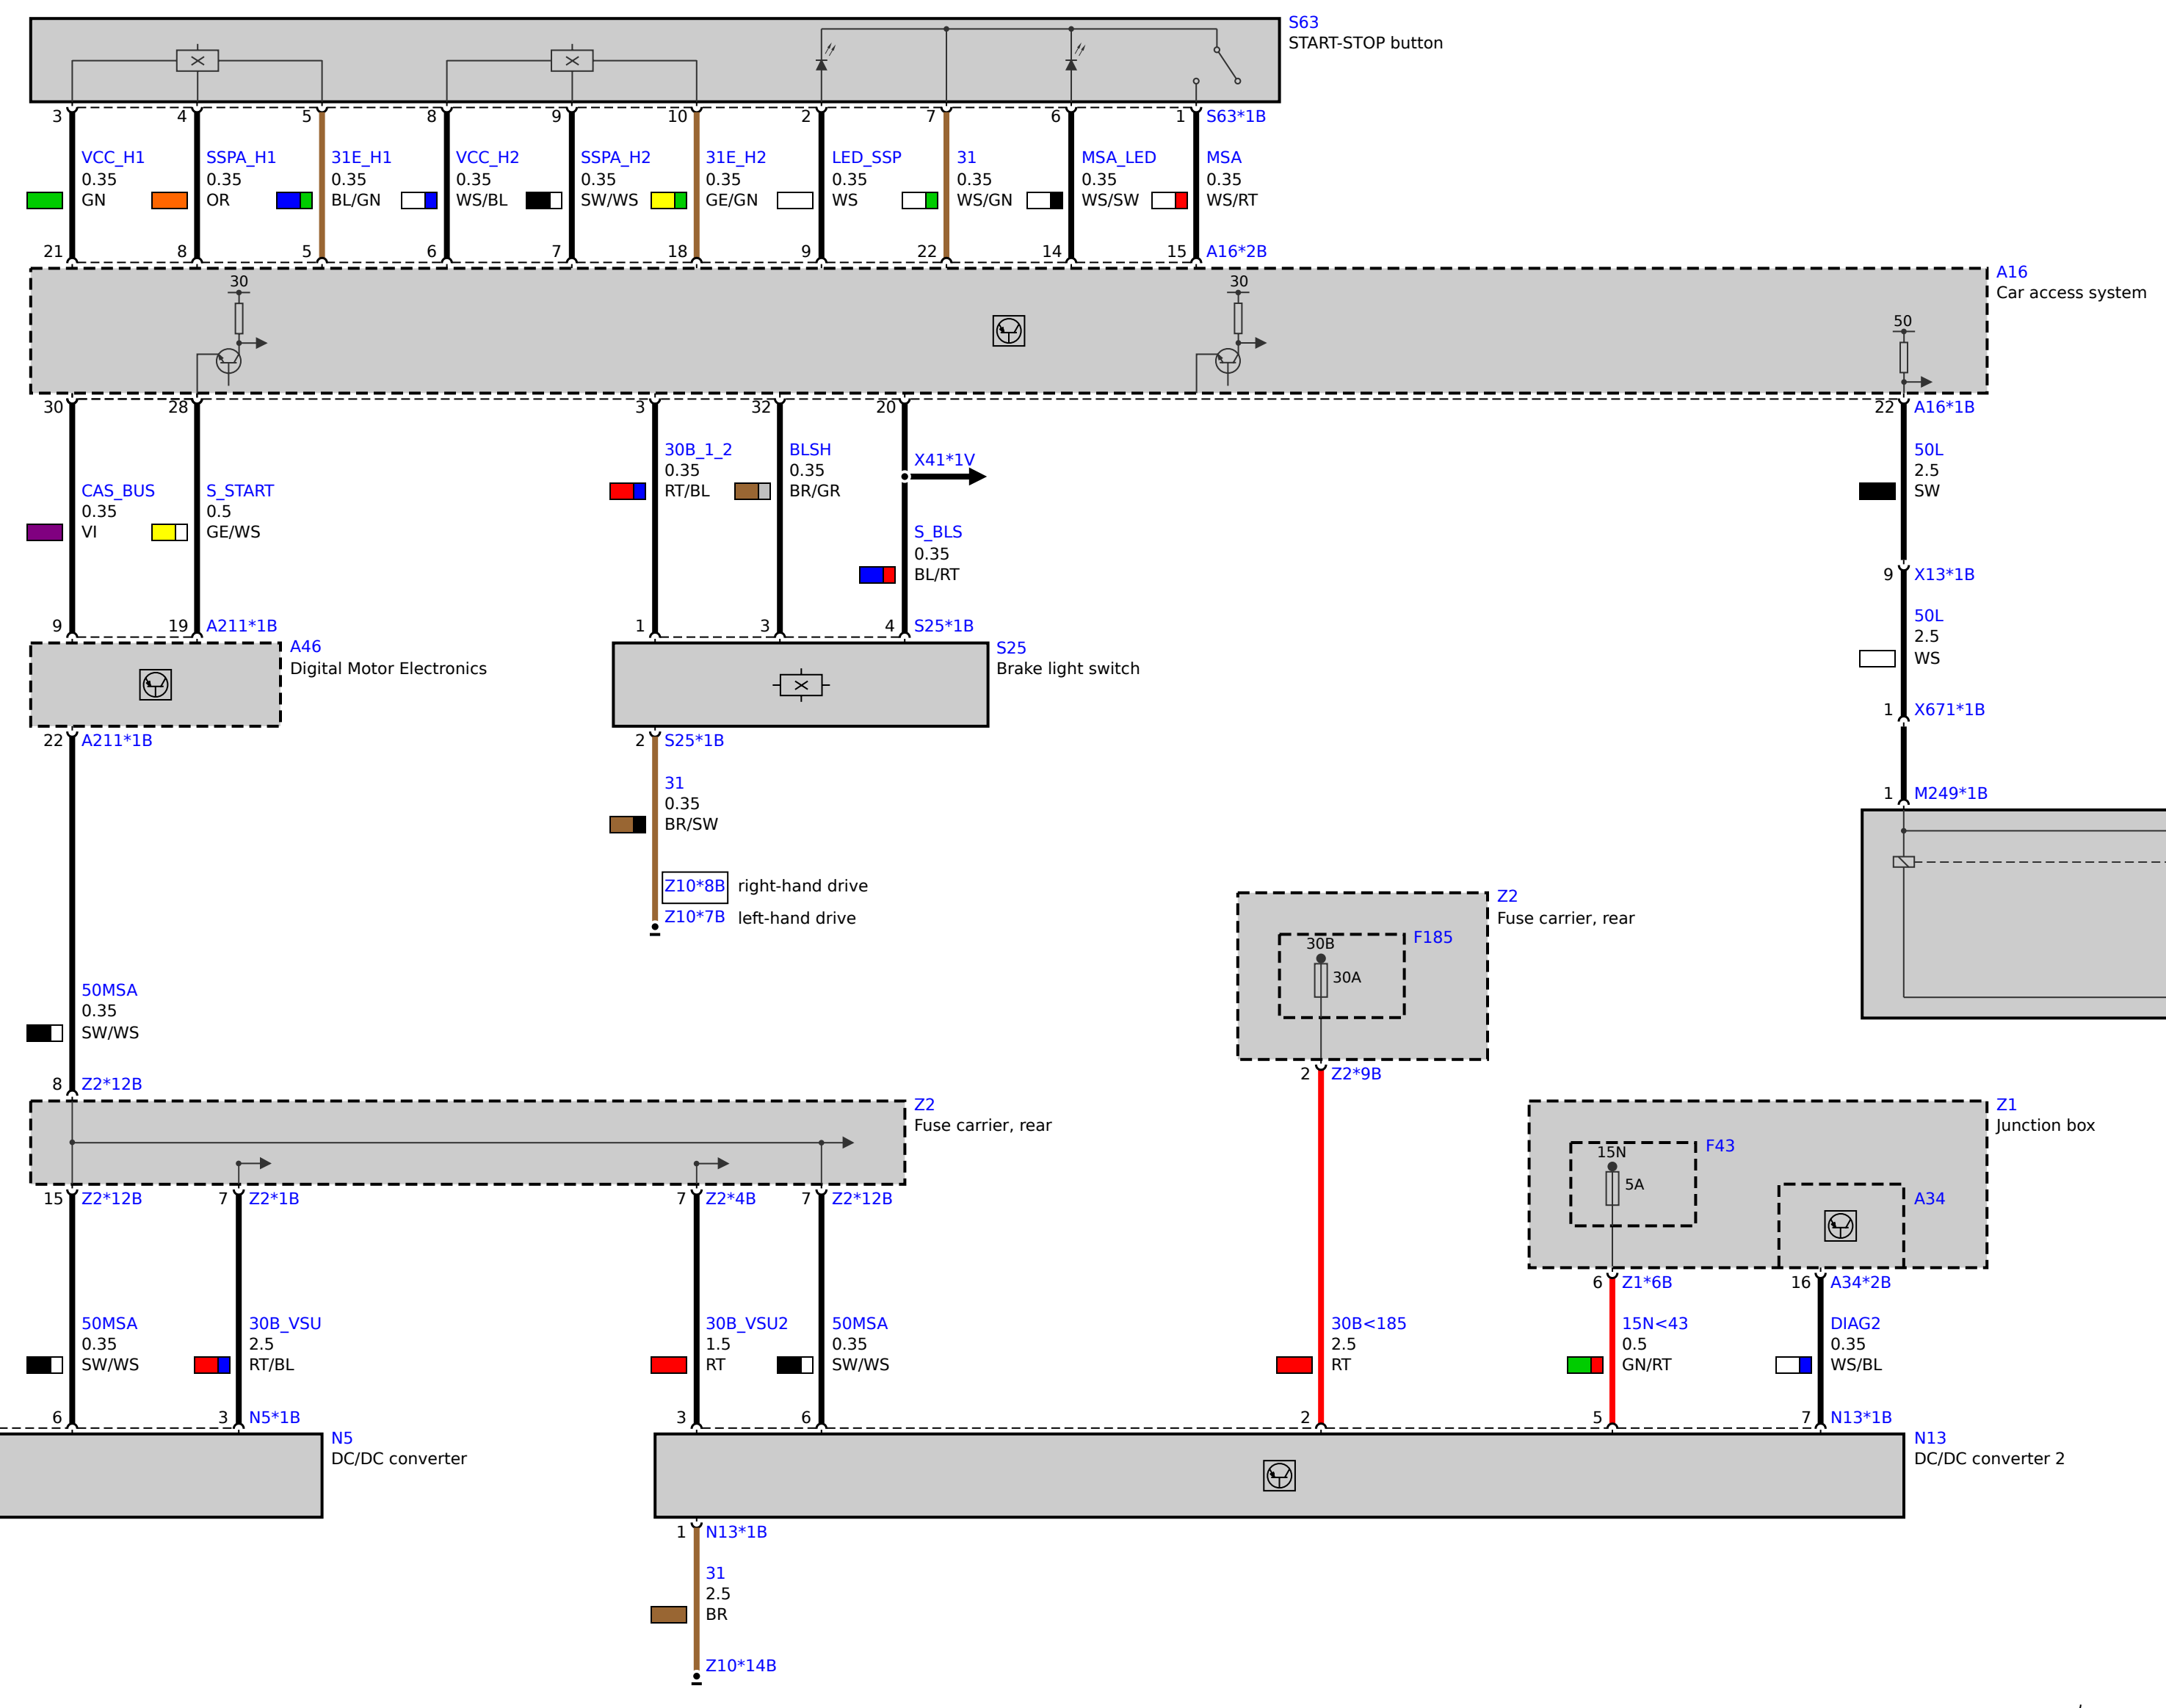 S63
START-STOP button
3 4 5 8 9 10 2 7 6 1 S63*1B
VCC_H1 SSPA_H1 31E_H1 VCC_H2 SSPA_H2 31E_H2 LED_SSP 31 MSA_LED MSA
0.35 0.35 0.35 0.35 0.35 0.35 0.35 0.35 0.35 0.35
GN OR BL/GN WS/BL SW/WS GE/GN WS WS/GN WS/SW WS/RT
21 8 5 6 7 18 9 22 14 15 A16*2B
A16
30 30
Car access system
50
30 28 3 32 20 22 A16*1B
30B_1_2 BLSH 50L
X41*1V
0.35 0.35 2.5
CAS_BUS S_START RT/BL BR/GR SW
0.35 0.5
VI GE/WS S_BLS
0.35
BL/RT 9 X13*1B
50L
9 19 A211*1B 1 3 4 S25*1B 2.5
A46 S25 WS
Digital Motor Electronics Brake light switch
1 X671*1B
22 A211*1B 2 S25*1B
31 1 M249*1B
0.35
BR/SW
Z10*8B right-hand drive Z2
Z10*7B left-hand drive Fuse carrier, rear
30B F185
30A
50MSA
0.35
SW/WS
2 Z2*9B
8 Z2*12B
Z2 Z1
Fuse carrier, rear Junction box
15N F43
5A
15 Z2*12B 7 Z2*1B 7 Z2*4B 7 Z2*12B A34
6 Z1*6B 16 A34*2B
50MSA 30B_VSU 30B_VSU2 50MSA 30B<185 15N<43 DIAG2
0.35 2.5 1.5 0.35 2.5 0.5 0.35
SW/WS RT/BL RT SW/WS RT GN/RT WS/BL
6 3 N5*1B 3 6 2 5 7 N13*1B
N5 N13
DC/DC converter DC/DC converter 2
1 N13*1B
31
2.5
BR
Z10*14B